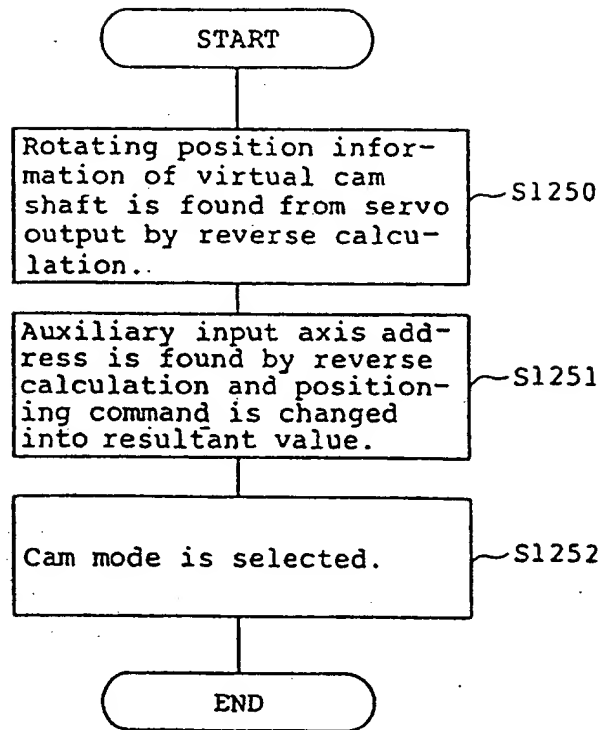 START
Rotating position infor-
mation of virtual cam
shaft is found from servo
output by reverse calcu-
lation.
S1250
Auxiliary input axis add-
ress is found by reverse
calculation and position-
ing command is changed
into resultant value.
S1251
Cam mode is selected.
S1252
END